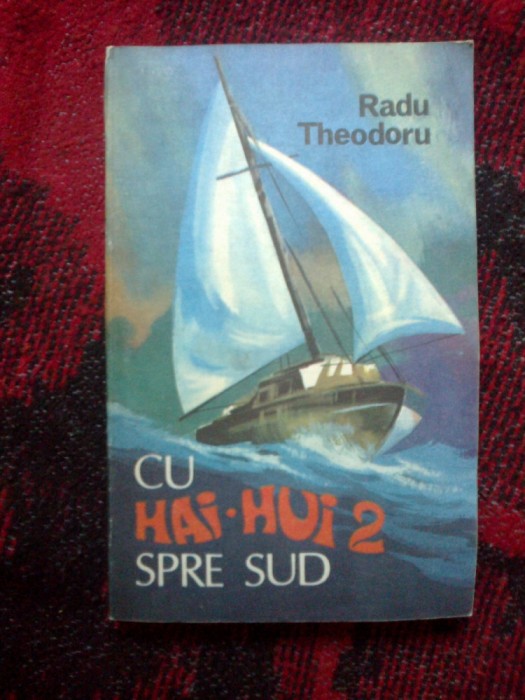 Radu
Theodoru
CU
HAi-HUi 2
SPRE SUD